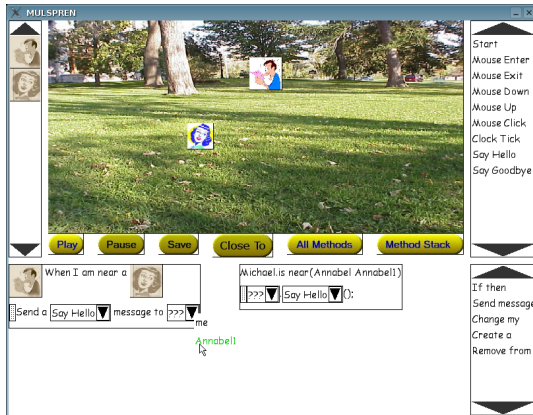 MULSPREN
Start
Mouse Enter
Mouse Exit
Mouse Down
Mouse Up
Mouse Click
Clock Tick
Say Hello
Say Goodbye
Play Pause Save Close To All Methods Method Stack
When I am near a
Send a Say Hello message to ???
me
Annabel1
Michael.is near(Annabel Annabel1)
???.Say Hello();
If then
Send message
Change my
Create a
Remove from